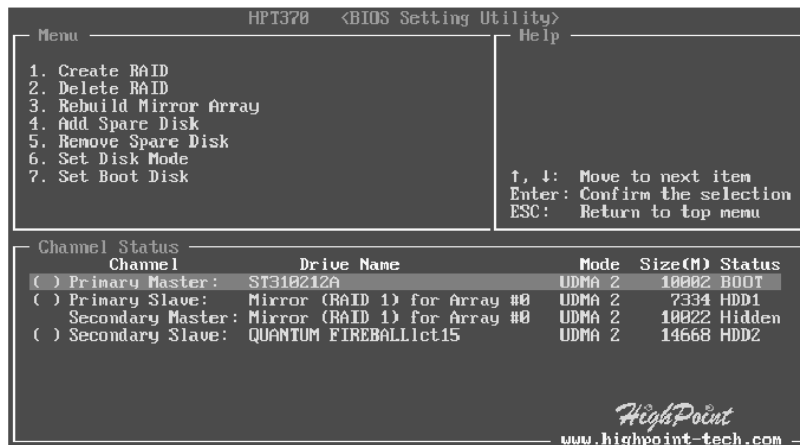 HPT370 <BIOS Setting Utility>
Menu
1. Create RAID
2. Delete RAID
3. Rebuild Mirror Array
4. Add Spare Disk
5. Remove Spare Disk
6. Set Disk Mode
7. Set Boot Disk
Help
↑, ↓: Move to next item
Enter: Confirm the selection
ESC: Return to top menu
Channel Status
Channel Drive Name Mode Size(M) Status
( ) Primary Master: ST310212A UDMA 2 10002 BOOT
( ) Primary Slave: Mirror (RAID 1) for Array #0 UDMA 2 7334 HDD1
Secondary Master: Mirror (RAID 1) for Array #0 UDMA 2 10022 Hidden
( ) Secondary Slave: QUANTUM FIREBALLlct15 UDMA 2 14668 HDD2
HighPoint
www.highpoint-tech.com